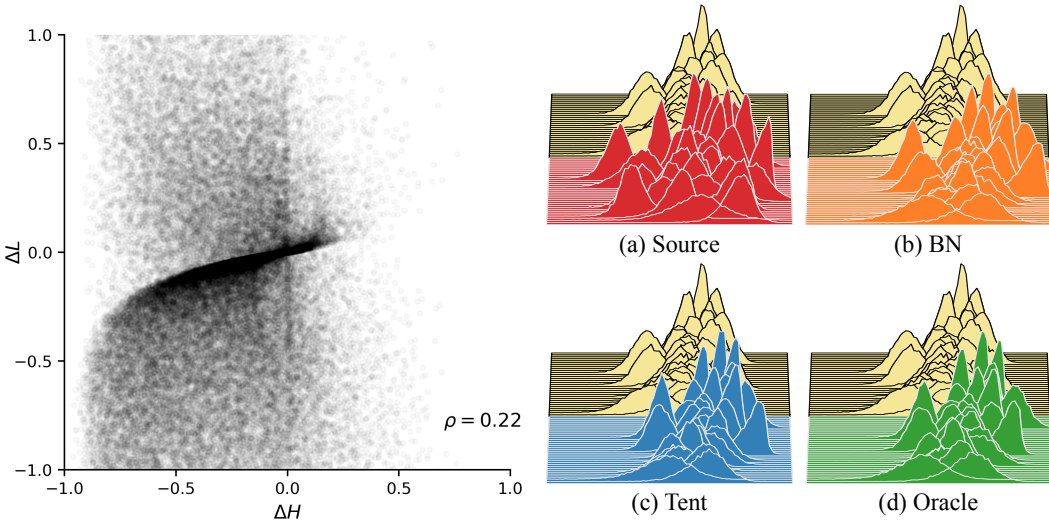 1.0
0.5
0.0
−0.5
−1.0
ΔL
−1.0 −0.5 0.0 0.5 1.0
ΔH
ρ = 0.22
(a) Source
(b) BN
(c) Tent
(d) Oracle